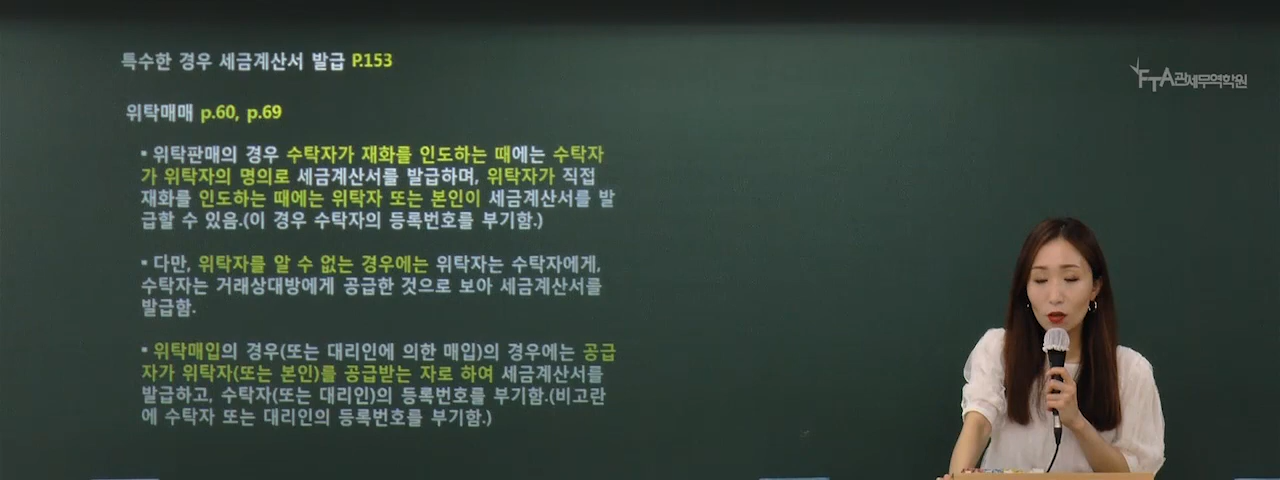 특수한 경우 세금계산서 발급 P.153
FTA관세무역학원
위탁매매 p.60, p.69
▪ 위탁판매의 경우 수탁자가 재화를 인도하는 때에는 수탁자
가 위탁자의 명의로 세금계산서를 발급하며, 위탁자가 직접
재화를 인도하는 때에는 위탁자 또는 본인이 세금계산서를 발
급할 수 있음.(이 경우 수탁자의 등록번호를 부기함.)
▪ 다만, 위탁자를 알 수 없는 경우에는 위탁자는 수탁자에게,
수탁자는 거래상대방에게 공급한 것으로 보아 세금계산서를
발급함.
▪ 위탁매입의 경우(또는 대리인에 의한 매입)의 경우에는 공급
자가 위탁자(또는 본인)를 공급받는 자로 하여 세금계산서를
발급하고, 수탁자(또는 대리인)의 등록번호를 부기함.(비고란
에 수탁자 또는 대리인의 등록번호를 부기함.)